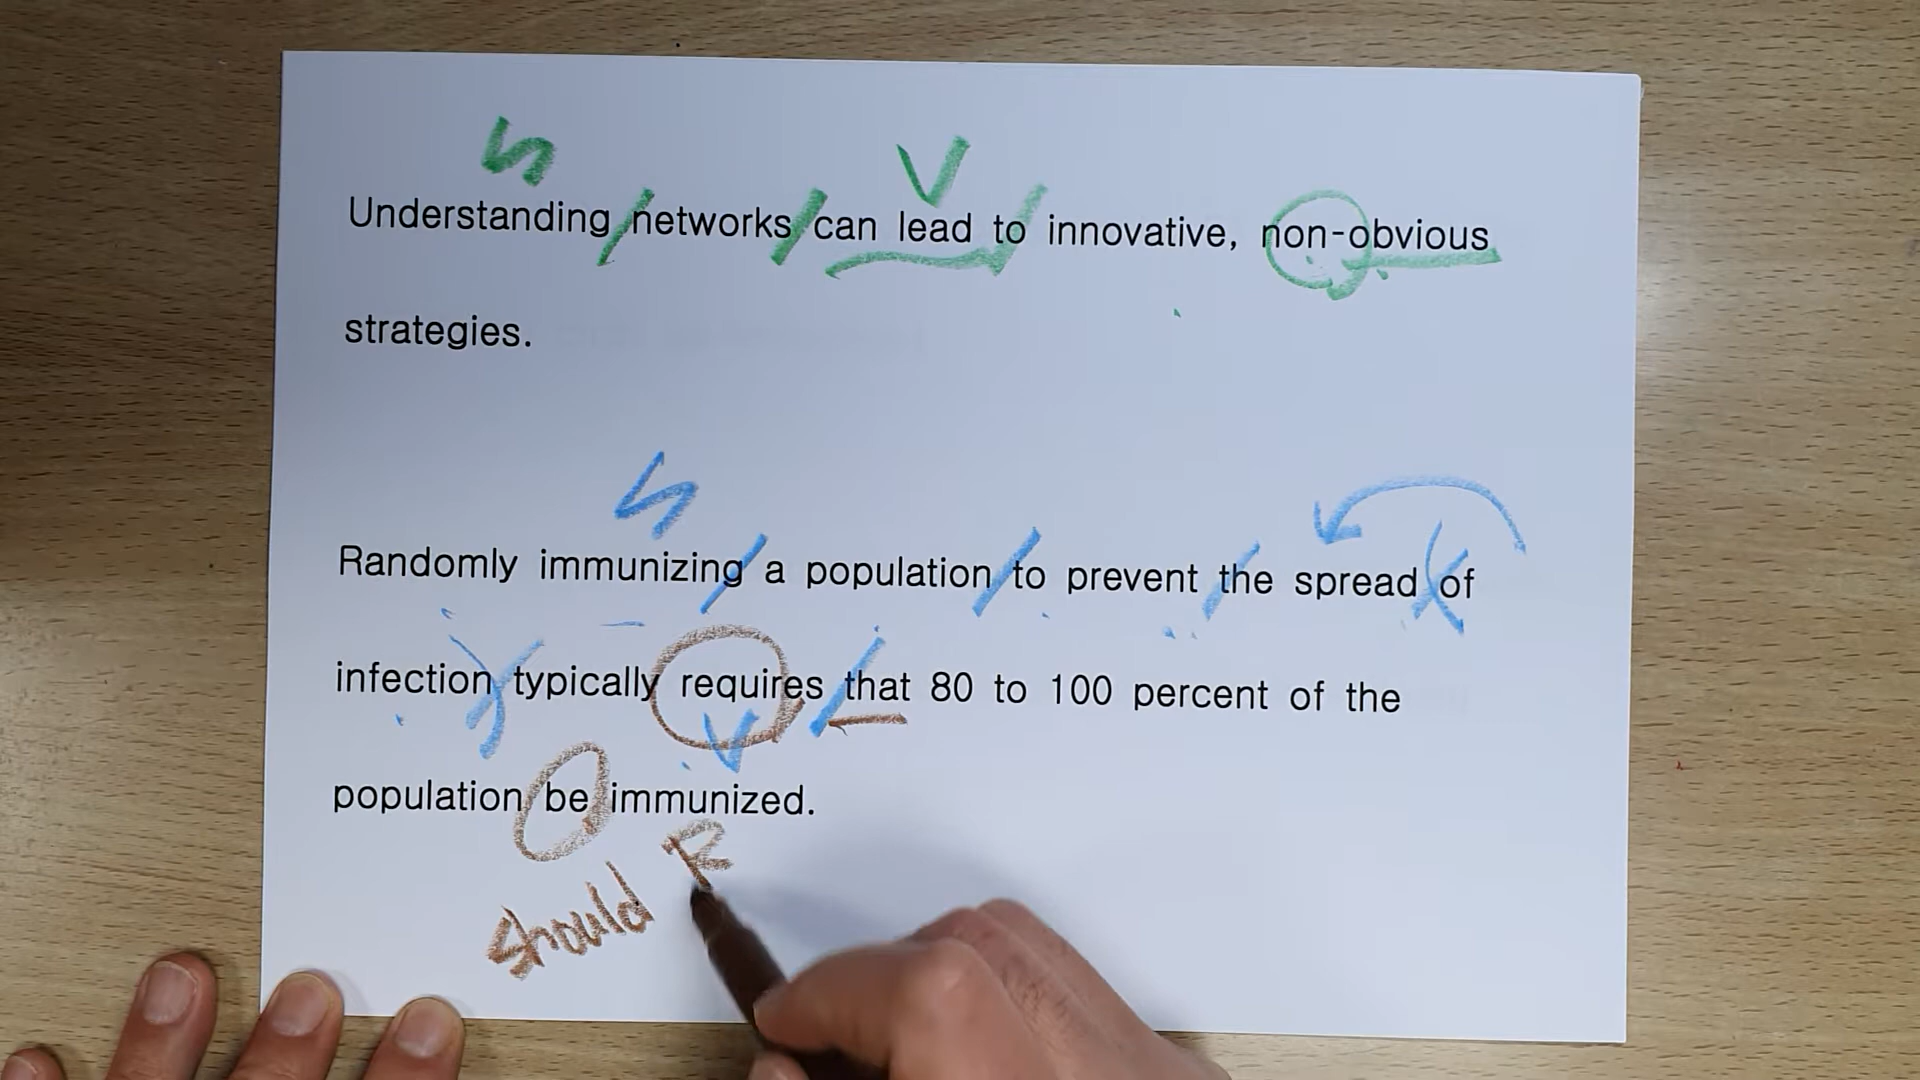 S V
Understanding networks can lead to innovative, non-obvious
strategies.
S
Randomly immunizing a population to prevent the spread of
infection typically requires that 80 to 100 percent of the
V
population be immunized.
should R